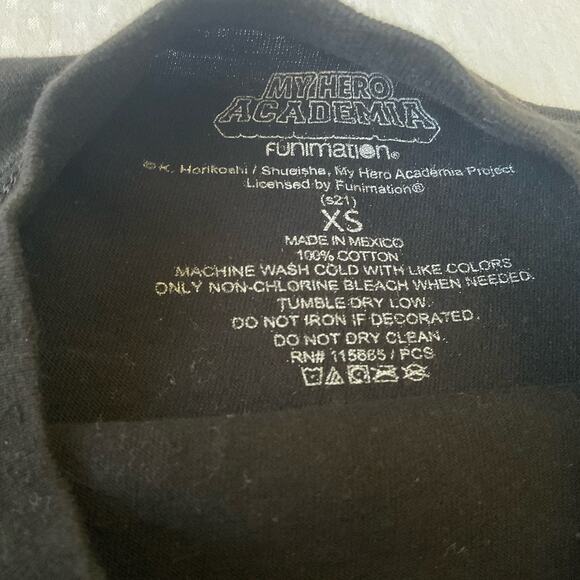 MY HERO
ACADEMIA
FUNIMATION®
©K. Horikoshi / Shueisha, My Hero Academia Project
Licensed by Funimation®
(s21)
XS
MADE IN MEXICO
100% COTTON
MACHINE WASH COLD WITH LIKE COLORS
ONLY NON-CHLORINE BLEACH WHEN NEEDED.
TUMBLE DRY LOW.
DO NOT IRON IF DECORATED.
DO NOT DRY CLEAN.
RN# 115665 / PCS